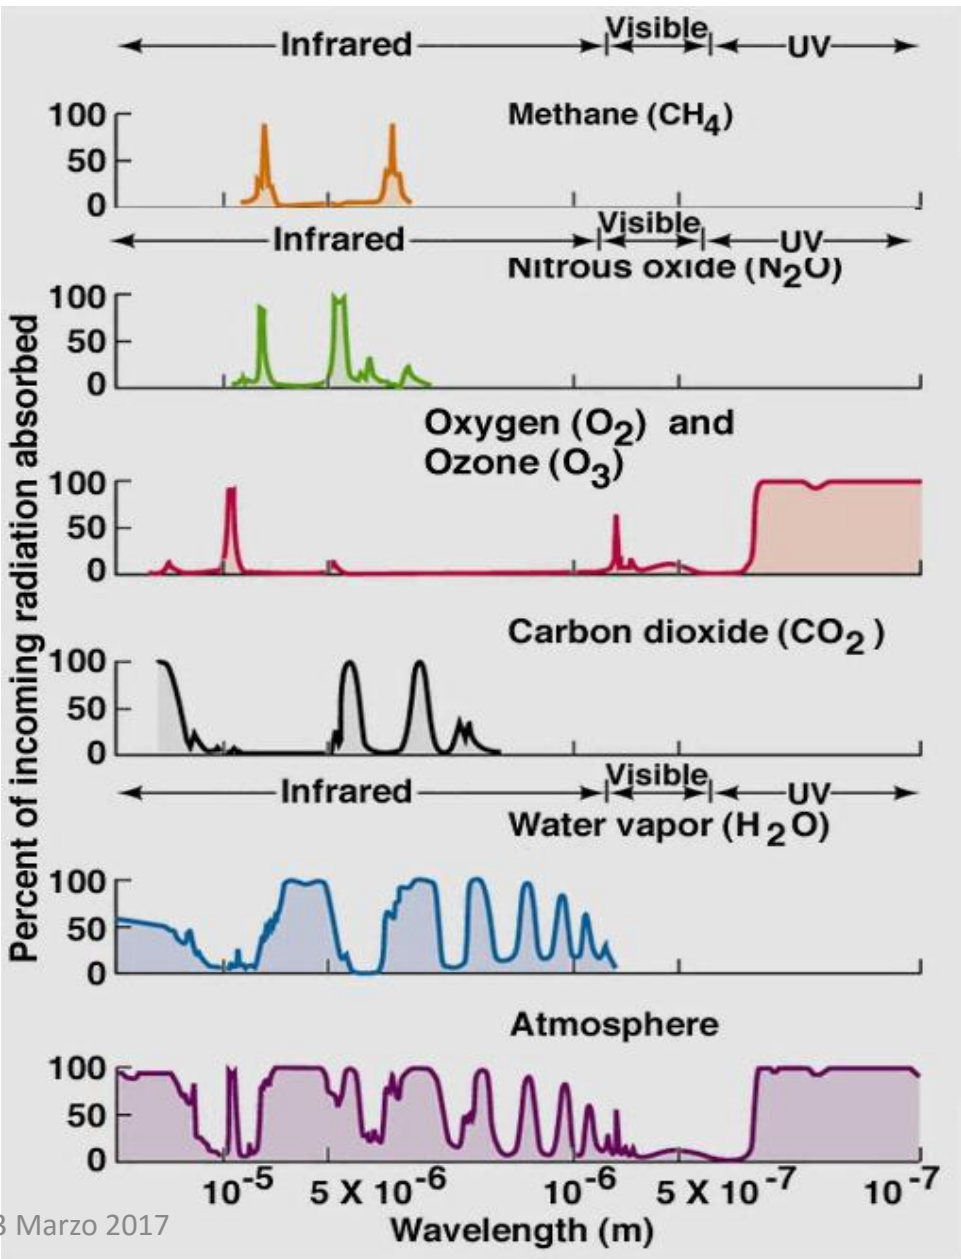 Infrared Visible UV
Methane (CH4)
100
50
0
Infrared Visible UV
Nitrous oxide (N2O)
100
50
0
Oxygen (O2) and
Ozone (O3)
100
50
0
Carbon dioxide (CO2 )
100
50
0
Infrared Visible UV
Water vapor (H2O)
100
50
0
Atmosphere
100
50
0
10-5 5 X 10-6 10-6 5 X 10-7 10-7
Wavelength (m)
Percent of incoming radiation absorbed
Marzo 2017